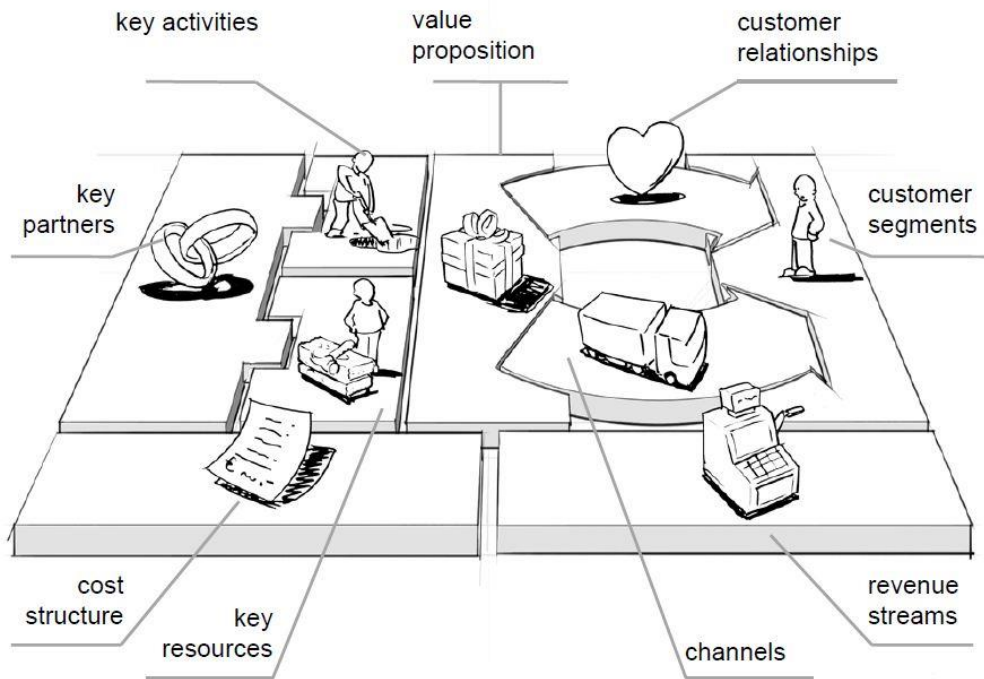 key activities
value
proposition
customer
relationships
key
partners
customer
segments
cost
structure
key
resources
channels
revenue
streams